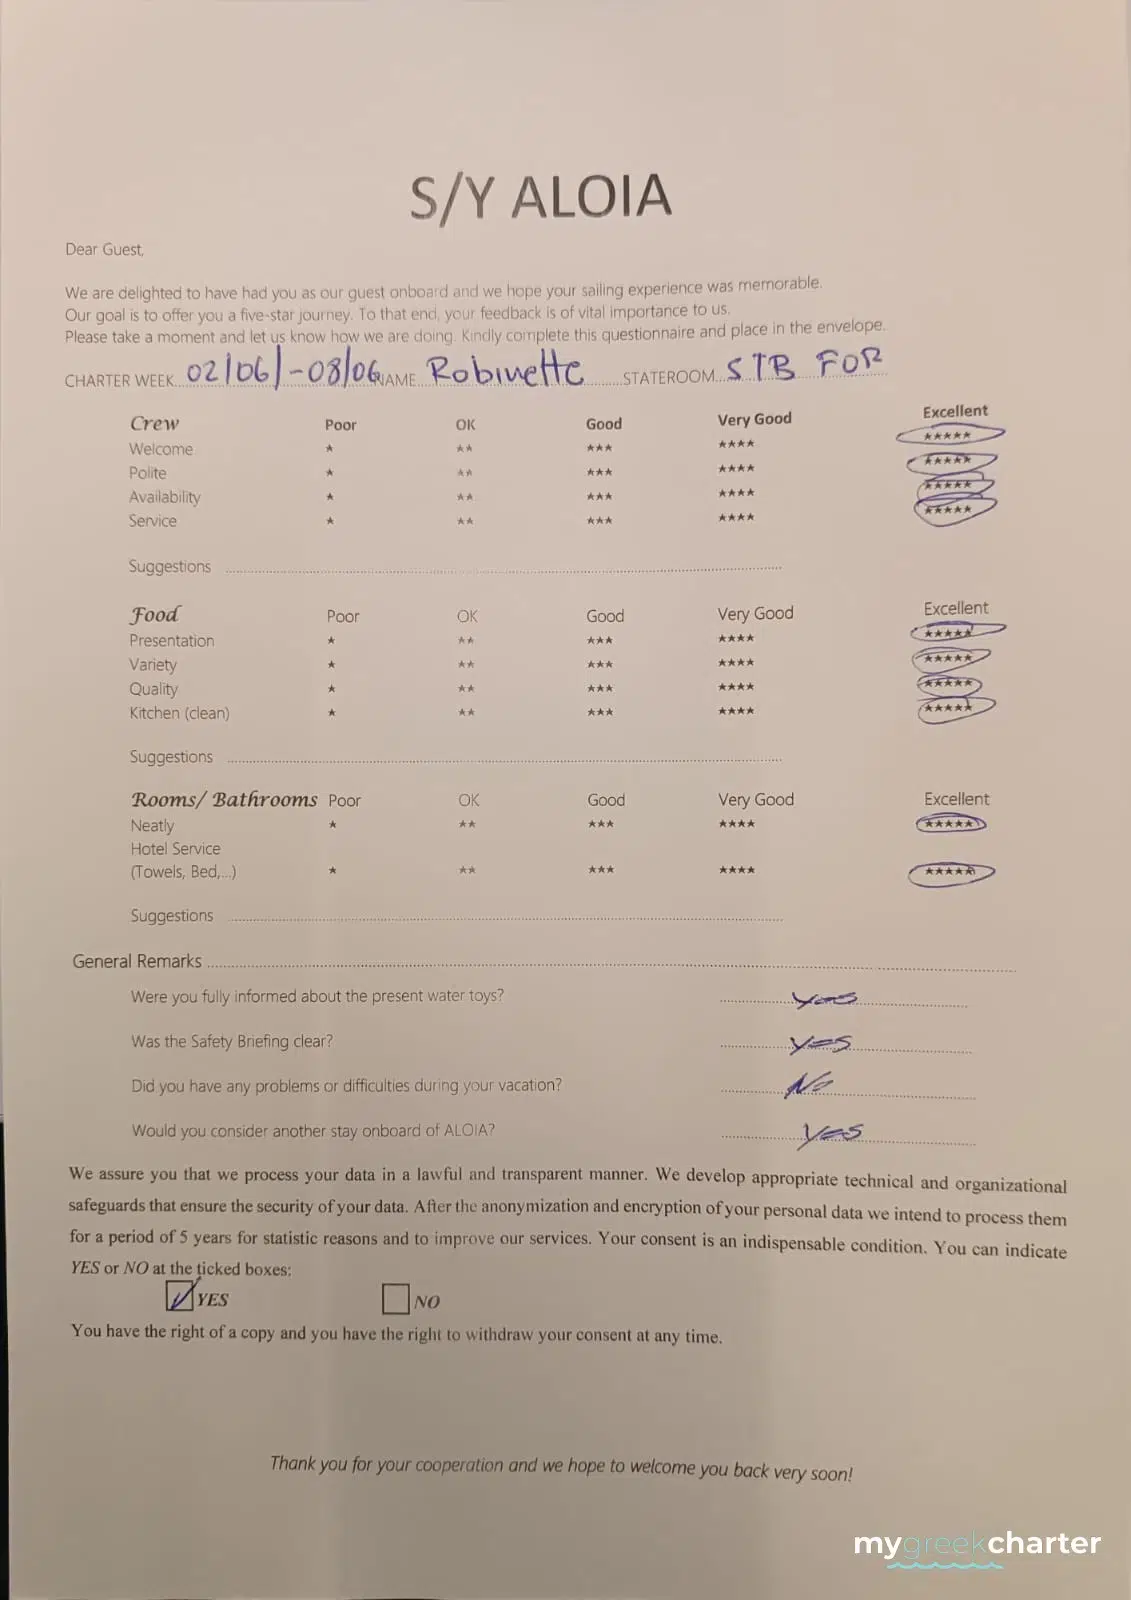 S/Y ALOIA
Dear Guest,
We are delighted to have had you as our guest onboard and we hope your sailing experience was memorable.
Our goal is to offer you a five-star journey. To that end, your feedback is of vital importance to us.
Please take a moment and let us know how we are doing. Kindly complete this questionnaire and place in the envelope.
CHARTER WEEK 02/06/-08/06 NAME Robinette STATEROOM STB FOR
Crew Poor OK Good Very Good Excellent
Welcome ★ ★★ ★★★ ★★★★ ★★★★★
Polite ★ ★★ ★★★ ★★★★ ★★★★★
Availability ★ ★★ ★★★ ★★★★ ★★★★★
Service ★ ★★ ★★★ ★★★★ ★★★★★
Suggestions
Food Poor OK Good Very Good Excellent
Presentation ★ ★★ ★★★ ★★★★ ★★★★★
Variety ★ ★★ ★★★ ★★★★ ★★★★★
Quality ★ ★★ ★★★ ★★★★ ★★★★★
Kitchen (clean) ★ ★★ ★★★ ★★★★ ★★★★★
Suggestions
Rooms/ Bathrooms Poor OK Good Very Good Excellent
Neatly ★ ★★ ★★★ ★★★★ ★★★★★
Hotel Service
(Towels, Bed,...) ★ ★★ ★★★ ★★★★ ★★★★★
Suggestions
General Remarks
Were you fully informed about the present water toys? yes
Was the Safety Briefing clear? yes
Did you have any problems or difficulties during your vacation? No
Would you consider another stay onboard of ALOIA? yes
We assure you that we process your data in a lawful and transparent manner. We develop appropriate technical and organizational
safeguards that ensure the security of your data. After the anonymization and encryption of your personal data we intend to process them
for a period of 5 years for statistic reasons and to improve our services. Your consent is an indispensable condition. You can indicate
YES or NO at the ticked boxes:
YES NO
You have the right of a copy and you have the right to withdraw your consent at any time.
Thank you for your cooperation and we hope to welcome you back very soon!
mygreekcharter